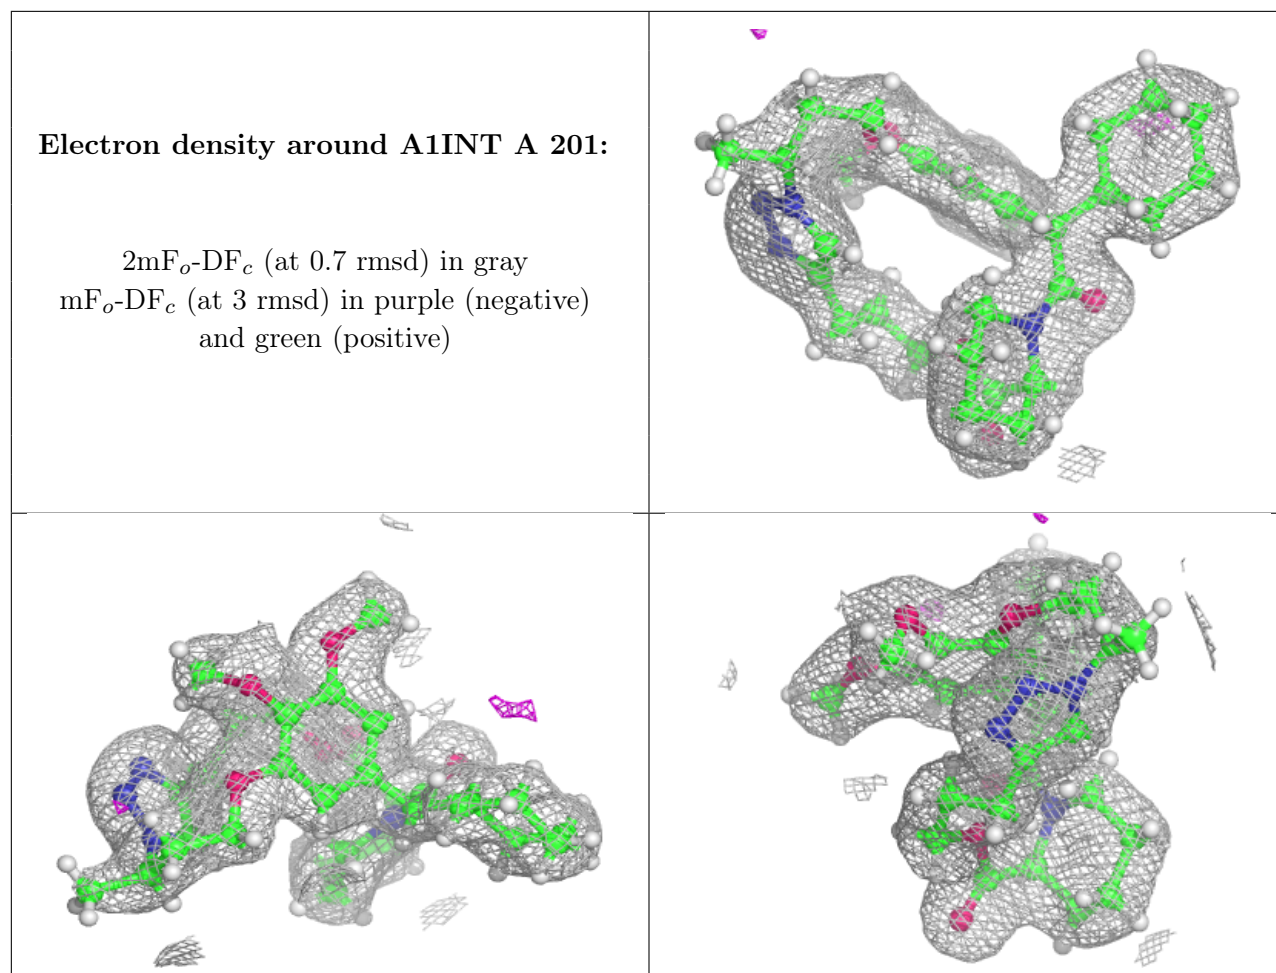 Electron density around A1INT A 201:
2mFo-DFc (at 0.7 rmsd) in gray
mFo-DFc (at 3 rmsd) in purple (negative)
and green (positive)